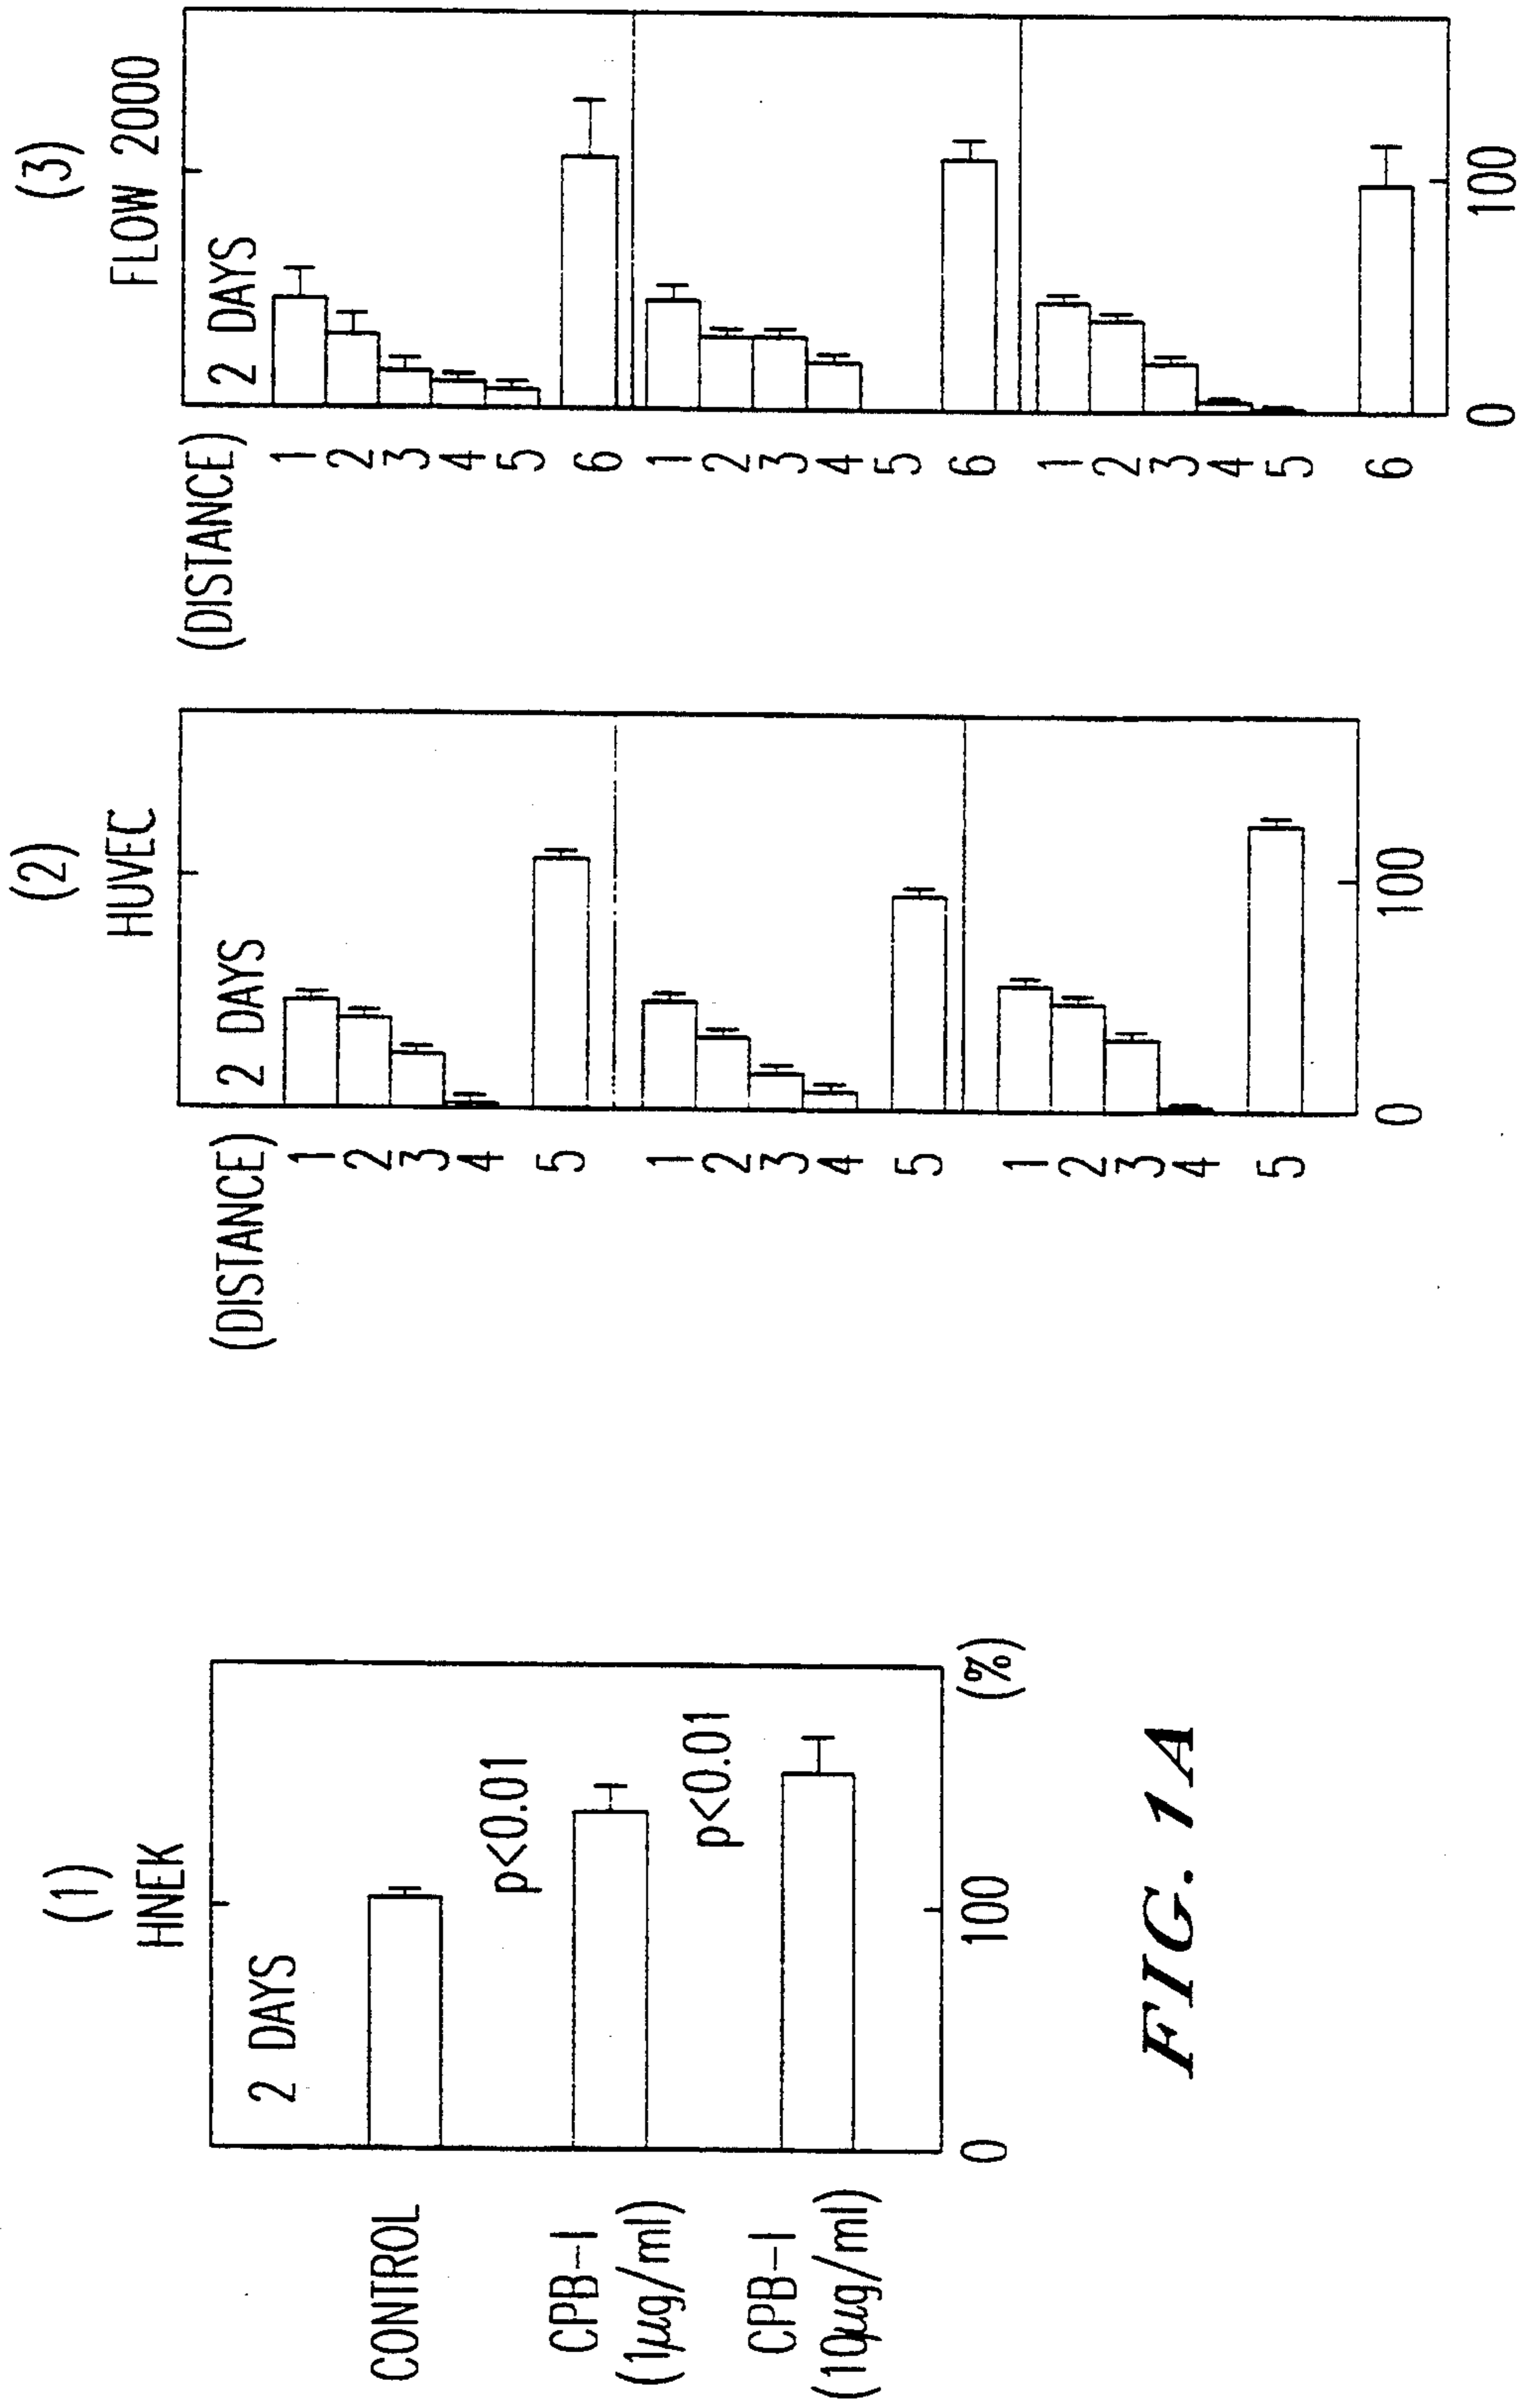 (1)
HNEK
2 DAYS
CONTROL
CPB-I
(1µg/ml)
p<0.01
CPB-I
(10µg/ml)
p<0.01
0
100
(%)
(2)
HUVEC
2 DAYS
(DISTANCE)
1
2
3
4
5
1
2
3
4
5
1
2
3
4
5
0
100
(3)
FLOW 2000
2 DAYS
(DISTANCE)
1
2
3
4
5
6
1
2
3
4
5
6
1
2
3
4
5
6
0
100
FIG. 1A